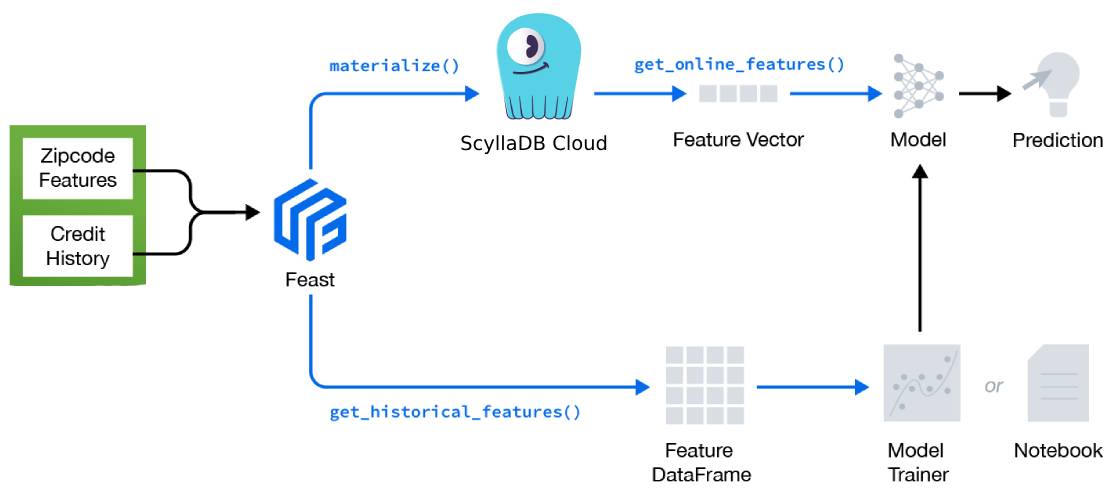 materialize()
get_online_features()
ScyllaDB Cloud
Feature Vector
Model
Prediction
Zipcode
Features
Credit
History
Feast
get_historical_features()
or
Feature
DataFrame
Model
Trainer
Notebook